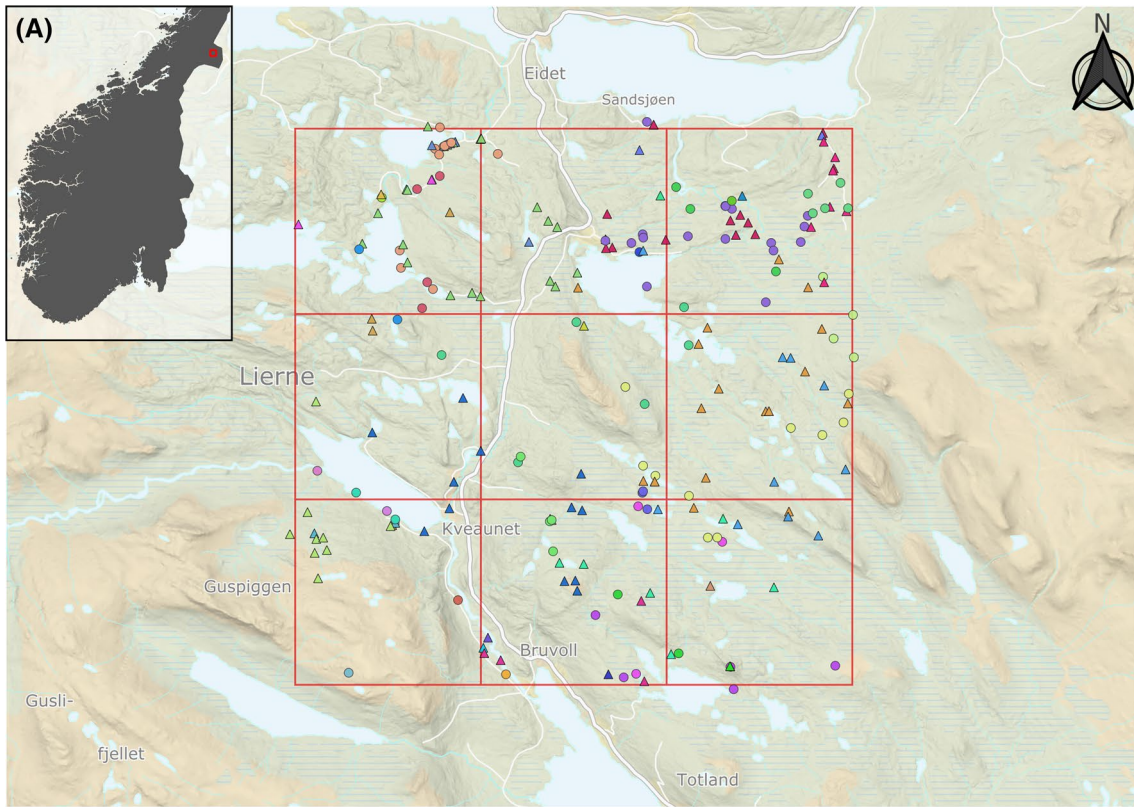 (A)
N
Eidet
Sandsjøen
Lierne
Kveaunet
Guspiggen
Bruvoll
Gusli-
fjellet
Totland